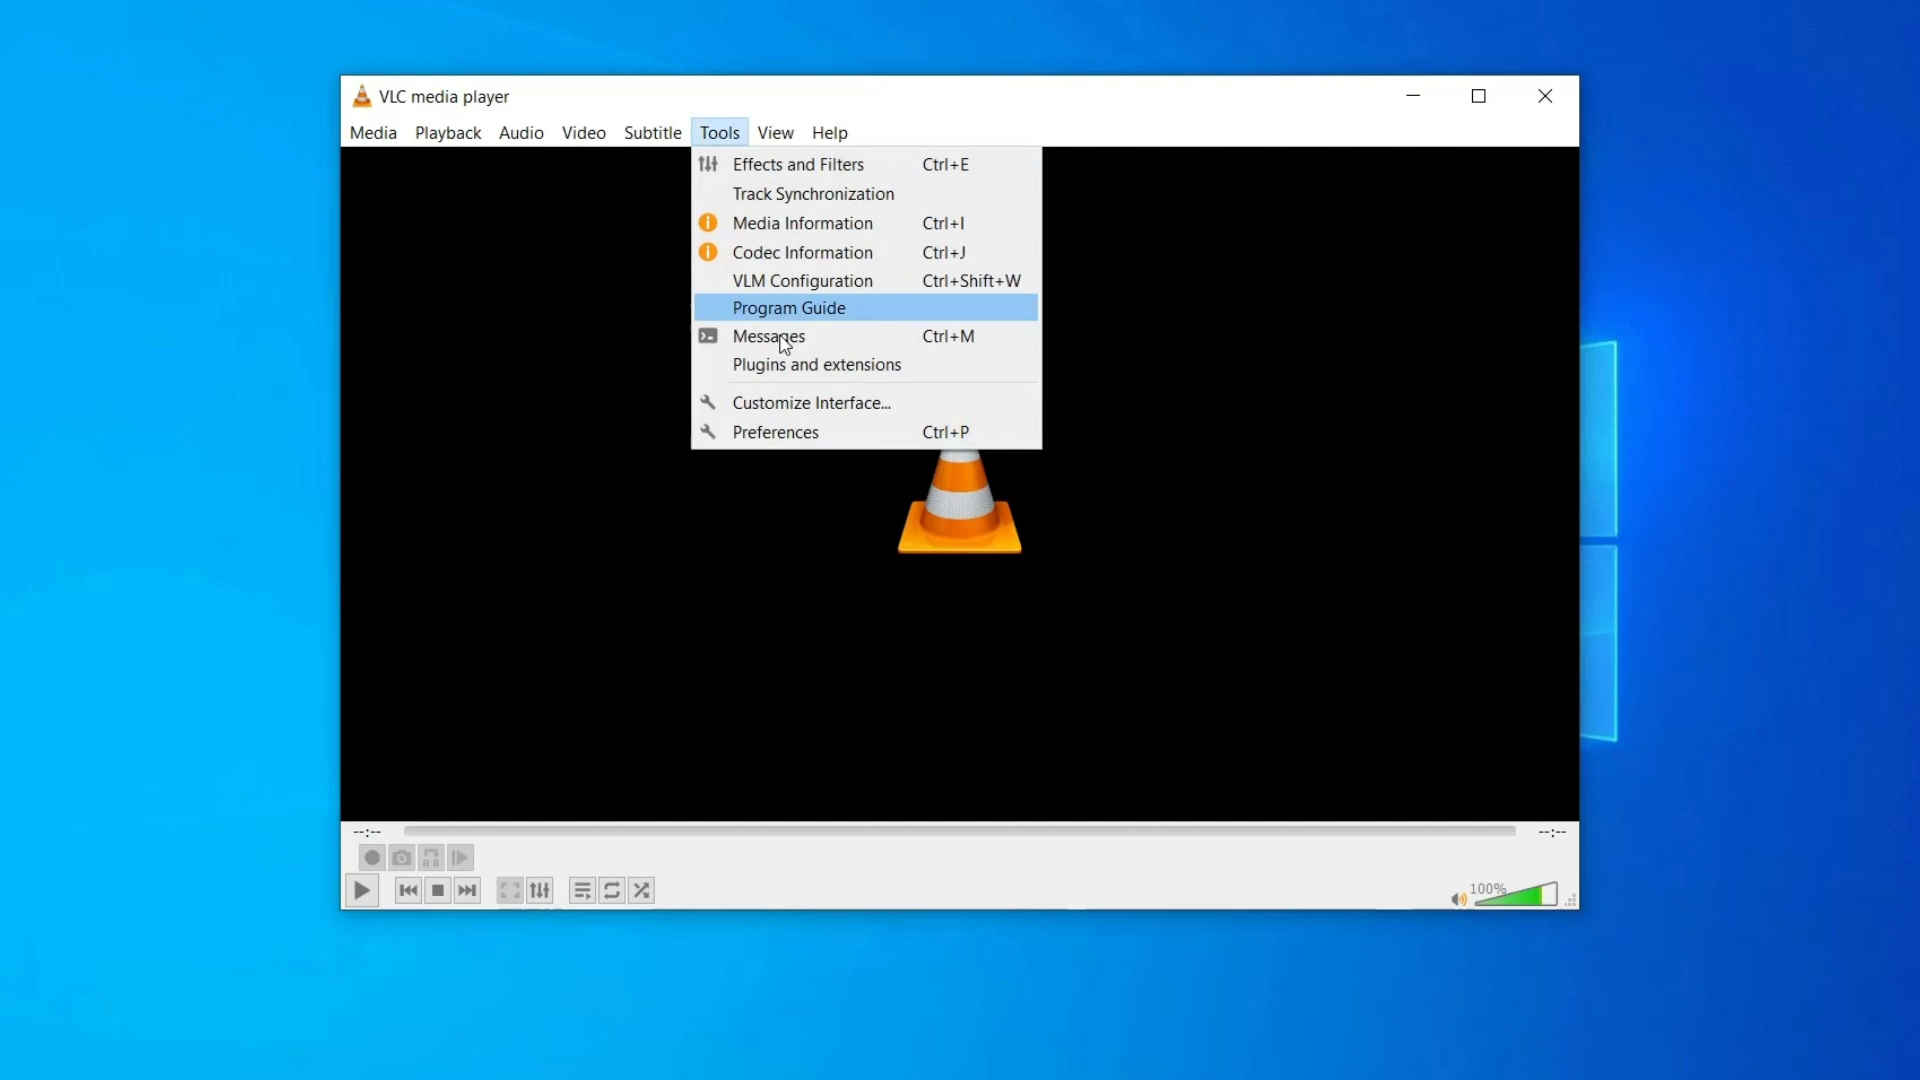 VLC media player
Media Playback Audio Video Subtitle Tools View Help
Effects and Filters Ctrl+E
Track Synchronization
Media Information Ctrl+I
Codec Information Ctrl+J
VLM Configuration Ctrl+Shift+W
Program Guide
Messages Ctrl+M
Plugins and extensions
Customize Interface...
Preferences Ctrl+P
--:-- --:--
A B
100%